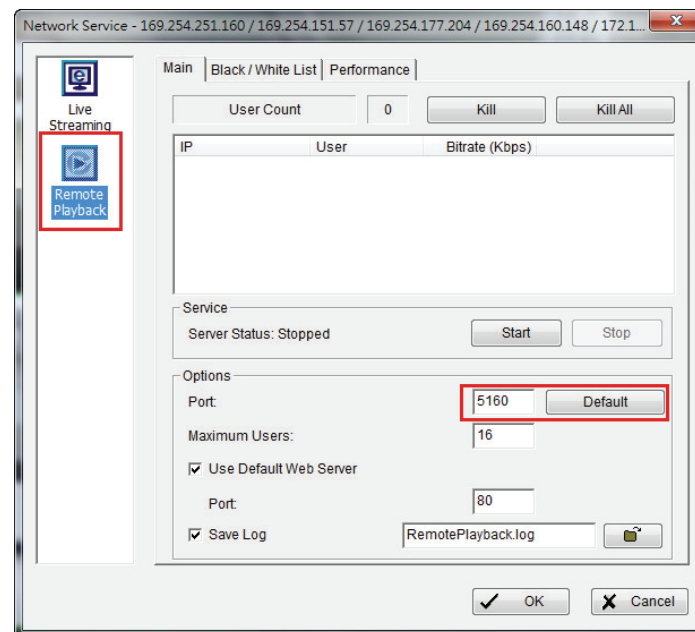 Network Service - 169.254.251.160 / 169.254.151.57 / 169.254.177.204 / 169.254.160.148 / 172.1...
Live
Streaming
Remote
Playback
Main Black / White List Performance
User Count 0 Kill Kill All
IP User Bitrate (Kbps)
Service
Server Status: Stopped Start Stop
Options
Port: 5160 Default
Maximum Users: 16
Use Default Web Server
Port: 80
Save Log RemotePlayback.log
OK Cancel